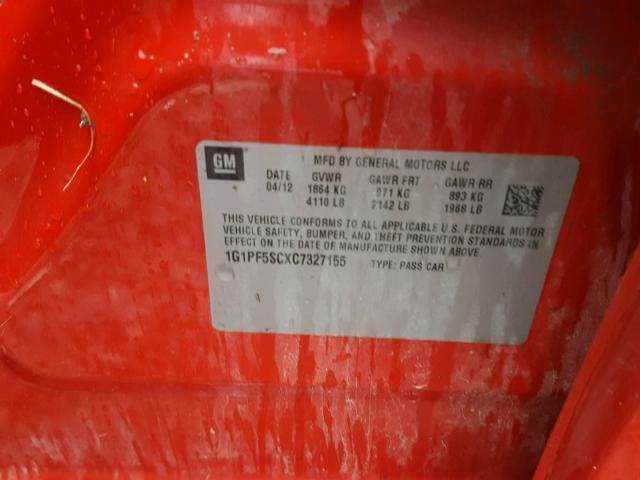 GM
MFD BY GENERAL MOTORS LLC
DATE GVWR GAWR FRT GAWR RR
04/12 1864 KG 971 KG 893 KG
4110 LB 2142 LB 1968 LB
THIS VEHICLE CONFORMS TO ALL APPLICABLE U.S. FEDERAL MOTOR
VEHICLE SAFETY, BUMPER, AND THEFT PREVENTION STANDARDS IN
EFFECT ON THE DATE OF MANUFACTURE SHOWN ABOVE.
1G1PF5SCXC7327155 TYPE: PASS CAR